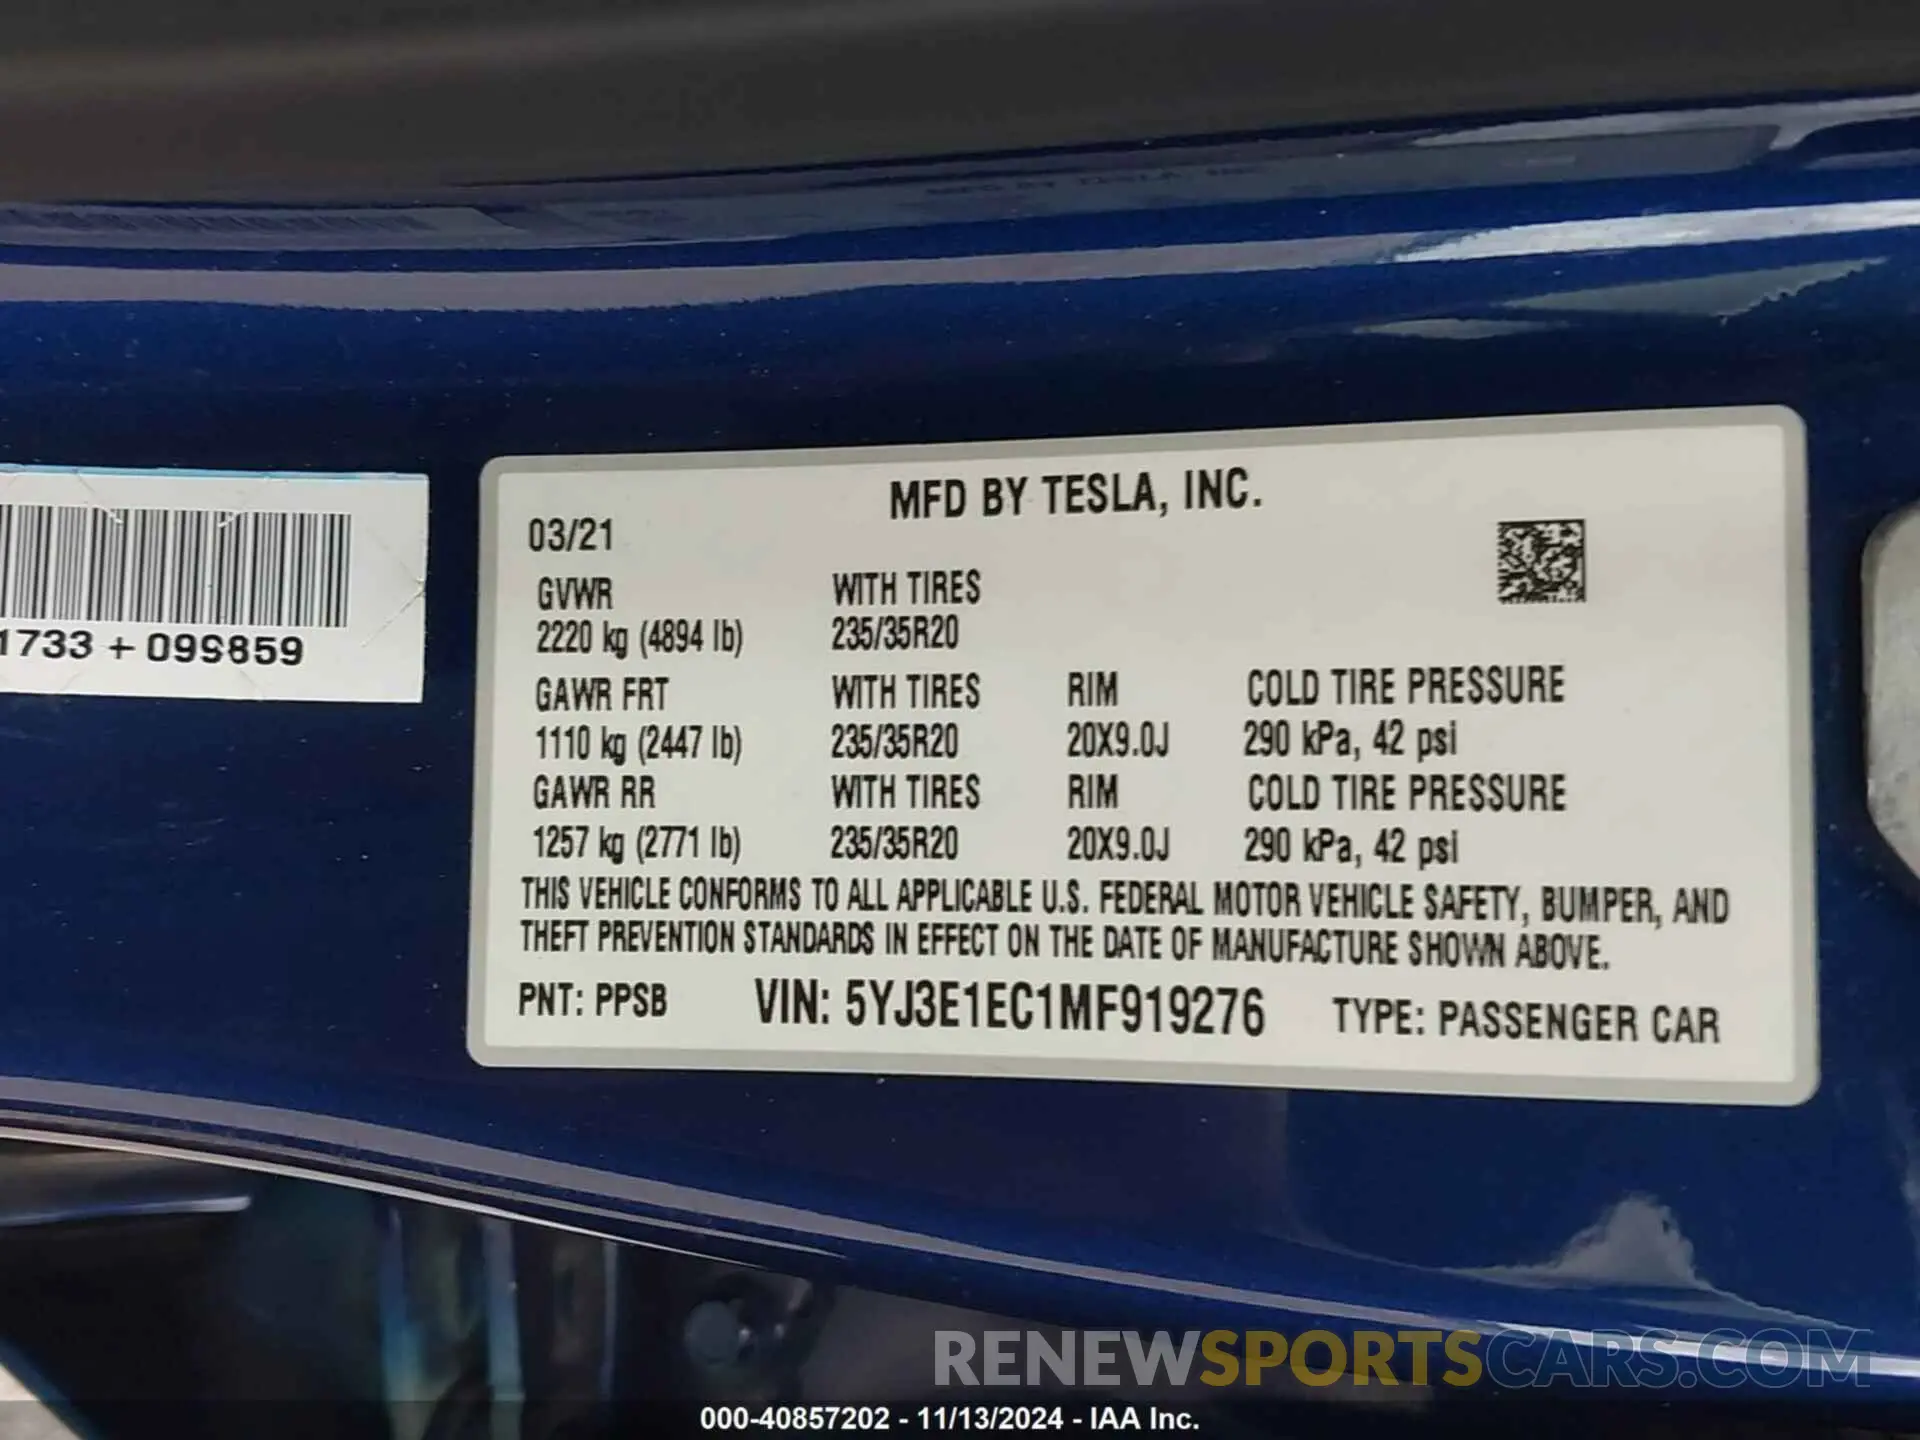 MFD BY TESLA, INC.
03/21
GVWR WITH TIRES
2220 kg (4894 lb) 235/35R20
GAWR FRT WITH TIRES RIM COLD TIRE PRESSURE
1110 kg (2447 lb) 235/35R20 20X9.0J 290 kPa, 42 psi
GAWR RR WITH TIRES RIM COLD TIRE PRESSURE
1257 kg (2771 lb) 235/35R20 20X9.0J 290 kPa, 42 psi
THIS VEHICLE CONFORMS TO ALL APPLICABLE U.S. FEDERAL MOTOR VEHICLE SAFETY, BUMPER, AND
THEFT PREVENTION STANDARDS IN EFFECT ON THE DATE OF MANUFACTURE SHOWN ABOVE.
PNT: PPSB VIN: 5YJ3E1EC1MF919276 TYPE: PASSENGER CAR
1733 +
RENEWSPORTSCARS.COM
000-40857202 - 11/13/2024 - IAA Inc.